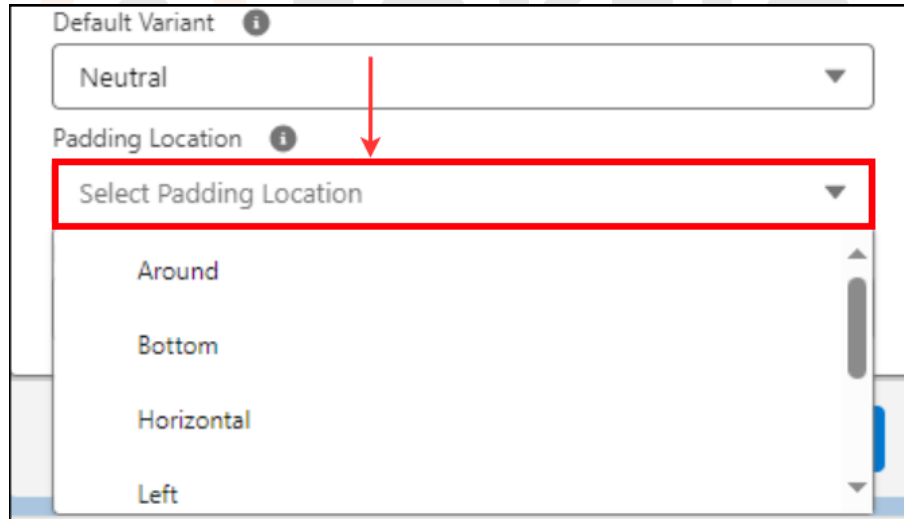 Default Variant
Neutral
Padding Location
Select Padding Location
Around
Bottom
Horizontal
Left